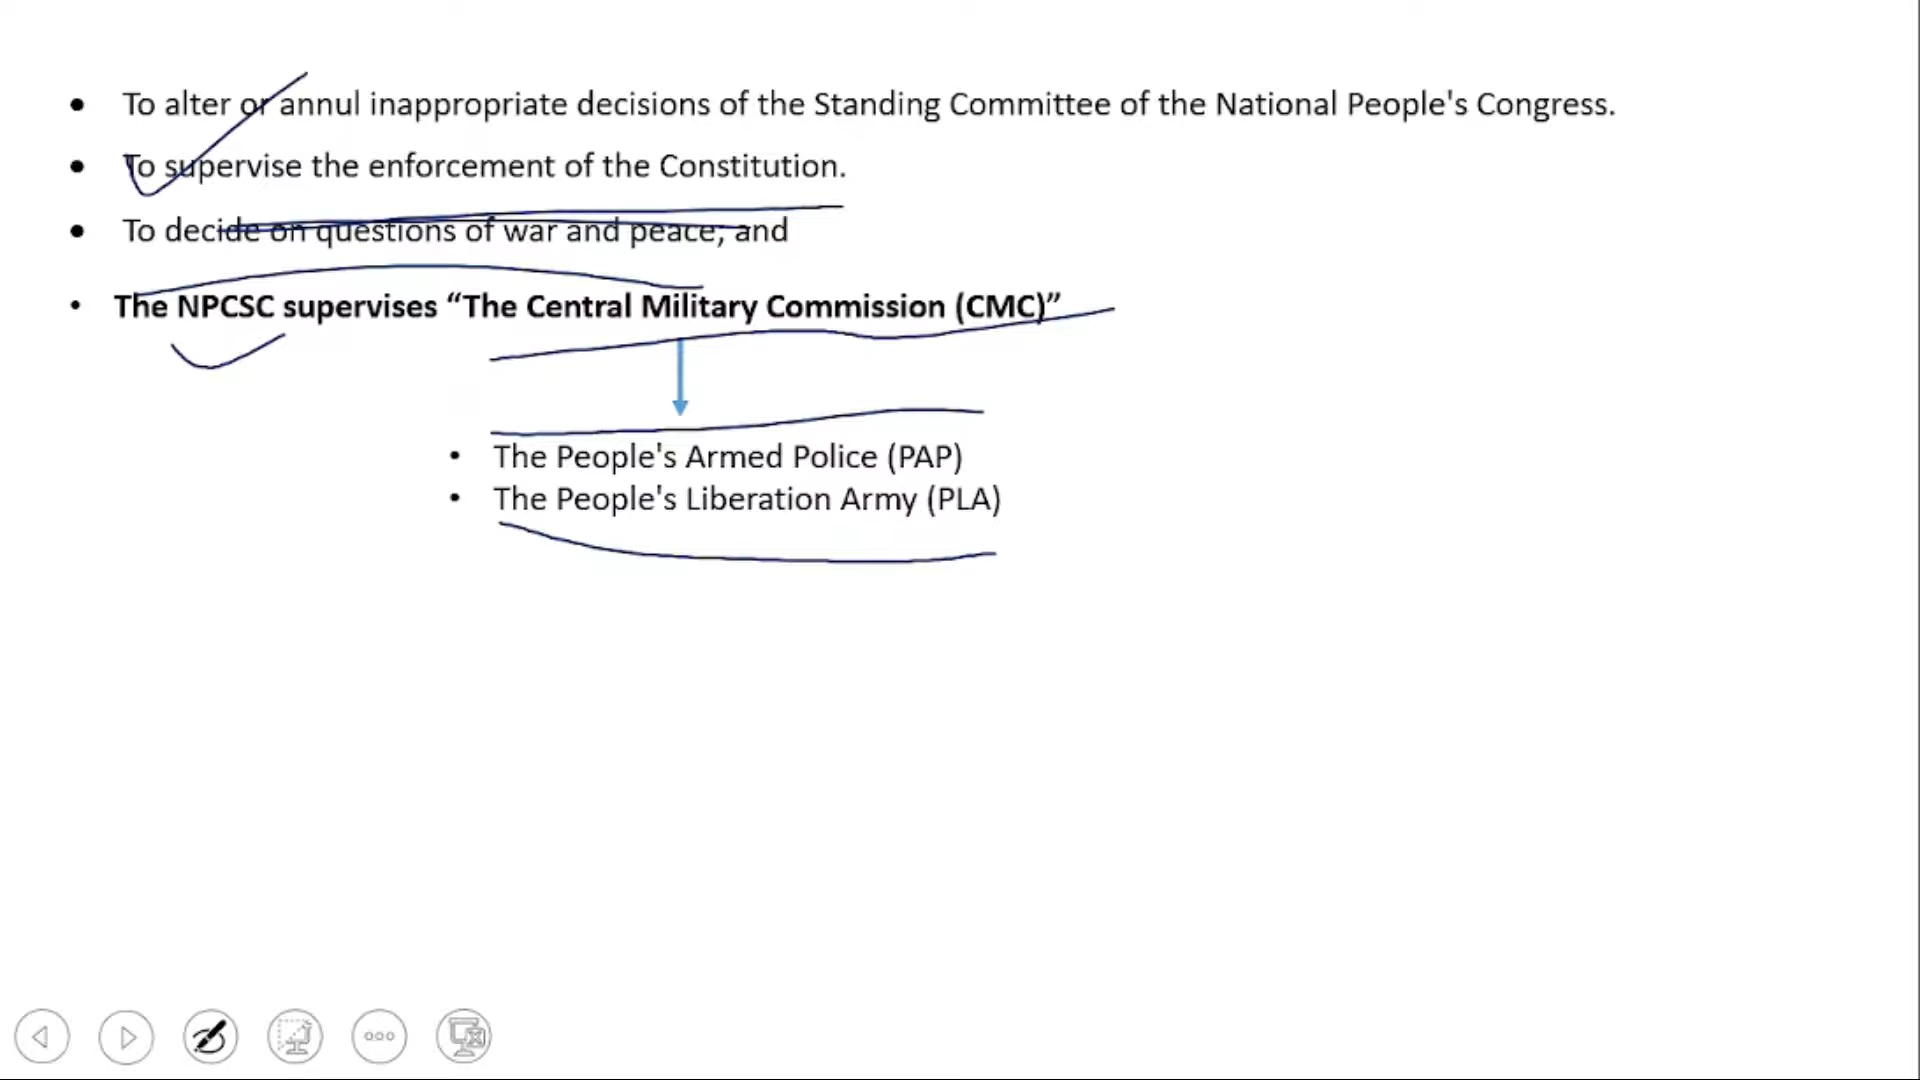 • To alter or annul inappropriate decisions of the Standing Committee of the National People's Congress.
• To supervise the enforcement of the Constitution.
• To decide on questions of war and peace; and
• The NPCSC supervises “The Central Military Commission (CMC)”
• The People's Armed Police (PAP)
• The People's Liberation Army (PLA)